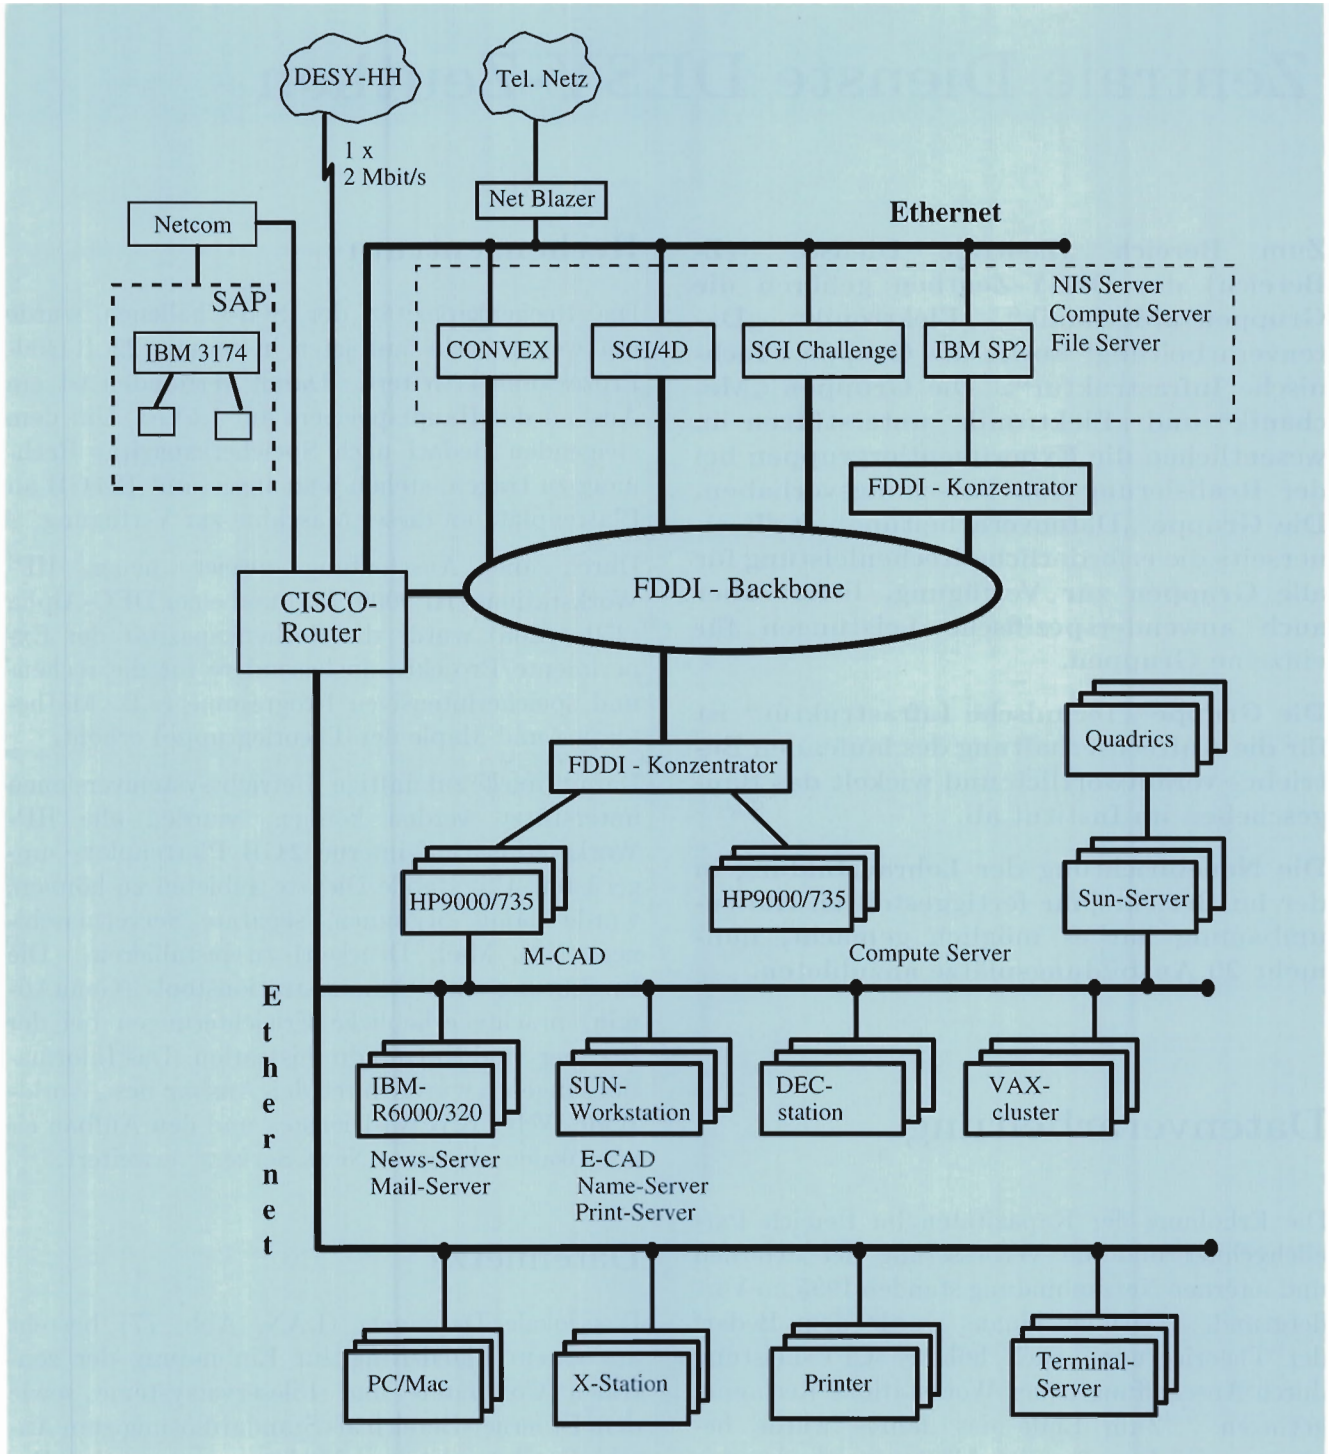 DESY-HH
Tel. Netz
1 x
2 Mbit/s
Net Blazer
Netcom
Ethernet
SAP
NIS Server
Compute Server
File Server
IBM 3174
CONVEX
SGI/4D
SGI Challenge
IBM SP2
FDDI - Konzentrator
FDDI - Backbone
CISCO-
Router
Quadrics
FDDI - Konzentrator
HP9000/735
HP9000/735
Sun-Server
M-CAD
Compute Server
Ethernet
IBM-
R6000/320
SUN-
Workstation
DEC-
station
VAX-
cluster
News-Server
Mail-Server
E-CAD
Name-Server
Print-Server
PC/Mac
X-Station
Printer
Terminal-
Server